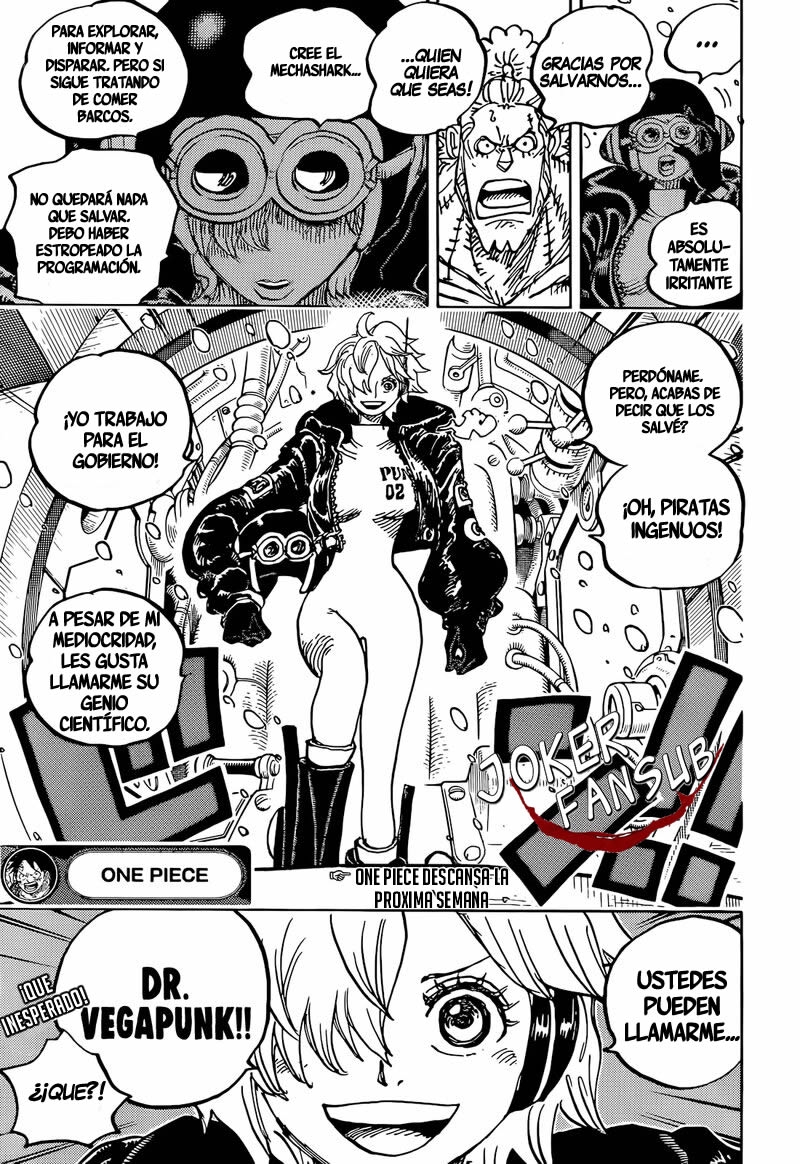 ...
ES
ABSOLU-
TAMENTE
IRRITANTE
GRACIAS POR
SALVARNOS...
...QUIEN
QUIERA
QUE SEAS!
CREE EL
MECHASHARK...
PARA EXPLORAR,
INFORMAR Y
DISPARAR. PERO SI
SIGUE TRATANDO
DE COMER
BARCOS.
NO QUEDARÁ NADA
QUE SALVAR.
DEBO HABER
ESTROPEADO LA
PROGRAMACIÓN.
PERDÓNAME.
PERO, ACABAS DE
DECIR QUE LOS
SALVÉ?
¡OH, PIRATAS
INGENUOS!
PUNK
02
¡YO TRABAJO
PARA EL
GOBIERNO!
A PESAR DE MI
MEDIOCRIDAD,
LES GUSTA
LLAMARME SU
GENIO
CIENTÍFICO.
JOKER
FANSUB
ONE PIECE
☞ ONE PIECE DESCANSA LA
PROXIMA SEMANA
USTEDES
PUEDEN
LLAMARME...
DR.
VEGAPUNK!!
¡QUE
INESPERADO!
¿¡QUE?!